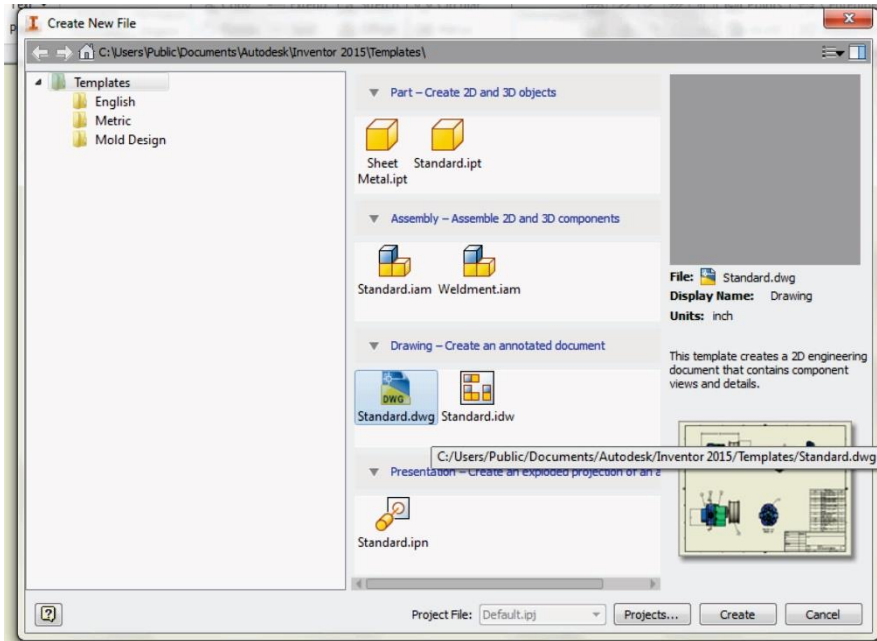 Create New File
C:\Users\Public\Documents\Autodesk\Inventor 2015\Templates\
Templates
English
Metric
Mold Design
Part – Create 2D and 3D objects
Sheet
Metal.ipt
Standard.ipt
Assembly – Assemble 2D and 3D components
Standard.iam
Weldment.iam
Drawing – Create an annotated document
DWG
Standard.dwg
Standard.idw
C:/Users/Public/Documents/Autodesk/Inventor 2015/Templates/Standard.dwg
Presentation – Create an exploded projection of an a
Standard.ipn
File: Standard.dwg
Display Name: Drawing
Units: inch
This template creates a 2D engineering
document that contains component
views and details.
Project File: Default.ipj
Projects...
Create
Cancel